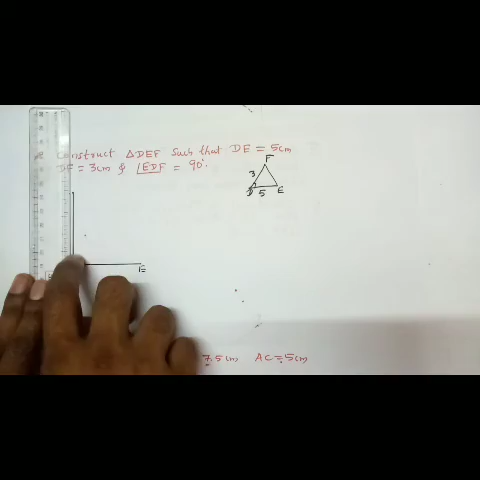 Construct △DEF Such that DE = 5cm
DF = 3cm & ∠EDF = 90°.
F
3
D 5 E
E
7.5cm AC = 5cm